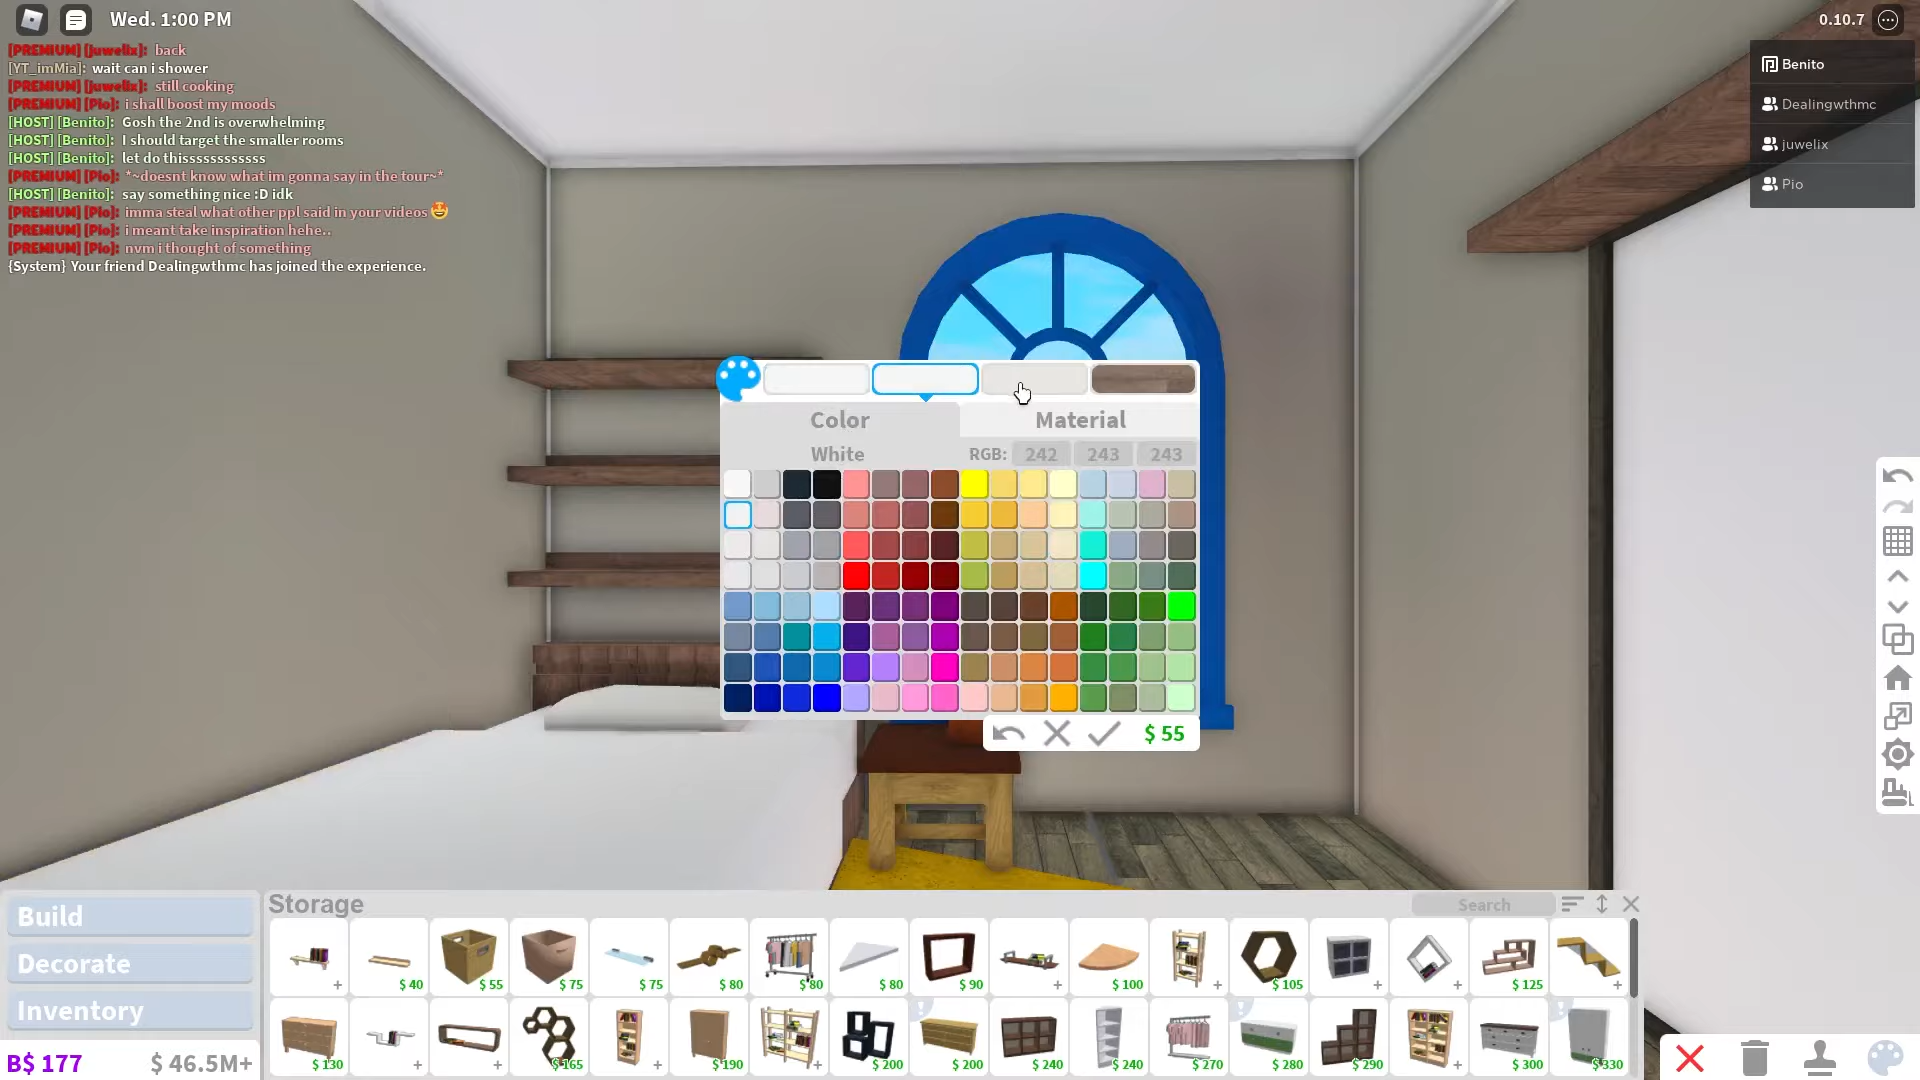 Wed. 1:00 PM
0.10.7
[PREMIUM] [juwelix]: back
[YT_imMia]: wait can i shower
[PREMIUM] [juwelix]: still cooking
[PREMIUM] [Pio]: i shall boost my moods
[HOST] [Benito]: Gosh the 2nd is overwhelming
[HOST] [Benito]: I should target the smaller rooms
[HOST] [Benito]: let do thissssssssssss
[PREMIUM] [Pio]: *~doesnt know what im gonna say in the tour~*
[HOST] [Benito]: say something nice :D idk
[PREMIUM] [Pio]: imma steal what other ppl said in your videos 🤩
[PREMIUM] [Pio]: i meant take inspiration hehe..
[PREMIUM] [Pio]: nvm i thought of something
{System} Your friend Dealingwthmc has joined the experience.
Benito
Dealingwthmc
juwelix
Pio
Color Material
White RGB: 242 243 243
$ 55
Build
Decorate
Inventory
B$ 177 $ 46.5M+
Storage Search
+ $ 40 $ 55 $ 75 $ 75 $ 80 $ 80 $ 80 $ 90 + $ 100 + $ 105 + + $ 125 +
$ 130 + + $ 165 + $ 190 + $ 200 $ 200 $ 240 $ 240 $ 270 $ 280 $ 290 + $ 300 $ 330